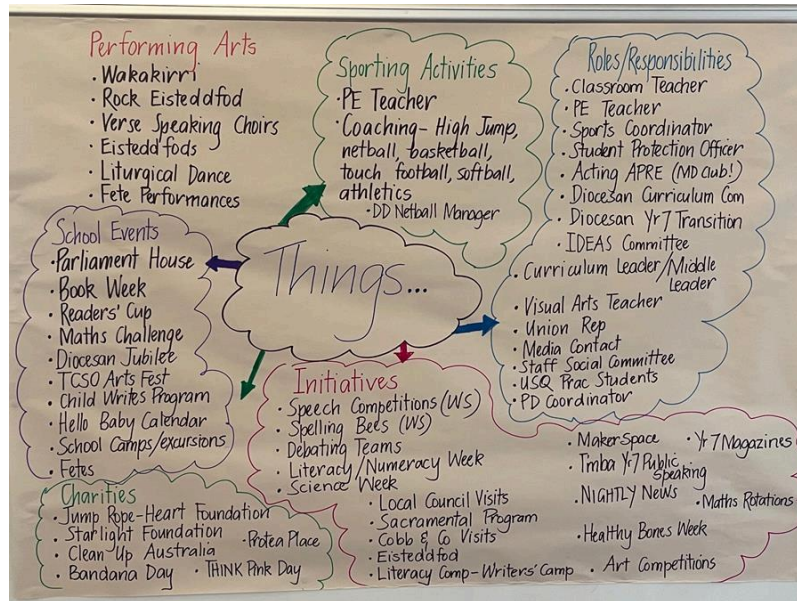 Performing Arts
• Wakakirri
• Rock Eisteddfod
• Verse Speaking Choirs
• Eisteddfods
• Liturgical Dance
• Fete Performances
Sporting Activities
• PE Teacher
• Coaching - High Jump,
netball, basketball,
touch football, softball,
athletics
• DD Netball Manager
Roles/Responsibilities
• Classroom Teacher
• PE Teacher
• Sports Coordinator
• Student Protection Officer
• Acting APRE (MD club!)
• Diocesan Curriculum Com
• Diocesan Yr7 Transition
• IDEAS Committee
• Curriculum Leader/Middle
Leader
• Visual Arts Teacher
• Union Rep
• Media Contact
• Staff Social Committee
• USQ Prac Students
• PD Coordinator
Things...
School Events
• Parliament House
• Book Week
• Readers' Cup
• Maths Challenge
• Diocesan Jubilee
• TCSO Arts Fest
• Child Writes Program
• Hello Baby Calendar
• School Camps/excursions
• Fetes
Initiatives
• Speech Competitions (WS)
• Spelling Bees (WS)
• Debating Teams
• Literacy/Numeracy Week
• Science Week
• Local Council Visits
• Sacramental Program
• Cobb & Co Visits
• Eisteddfod
• Literacy Comp-Writers' Camp
• MakerSpace
• Yr7 Magazines
• Tmba Yr7 Public
Speaking
• NIGHTLY NEWS
• Maths Rotations
• Healthy Bones Week
• Art Competitions
Charities
• Jump Rope-Heart Foundation
• Starlight Foundation
• Protea Place
• Clean Up Australia
• Bandana Day
• THINK Pink Day